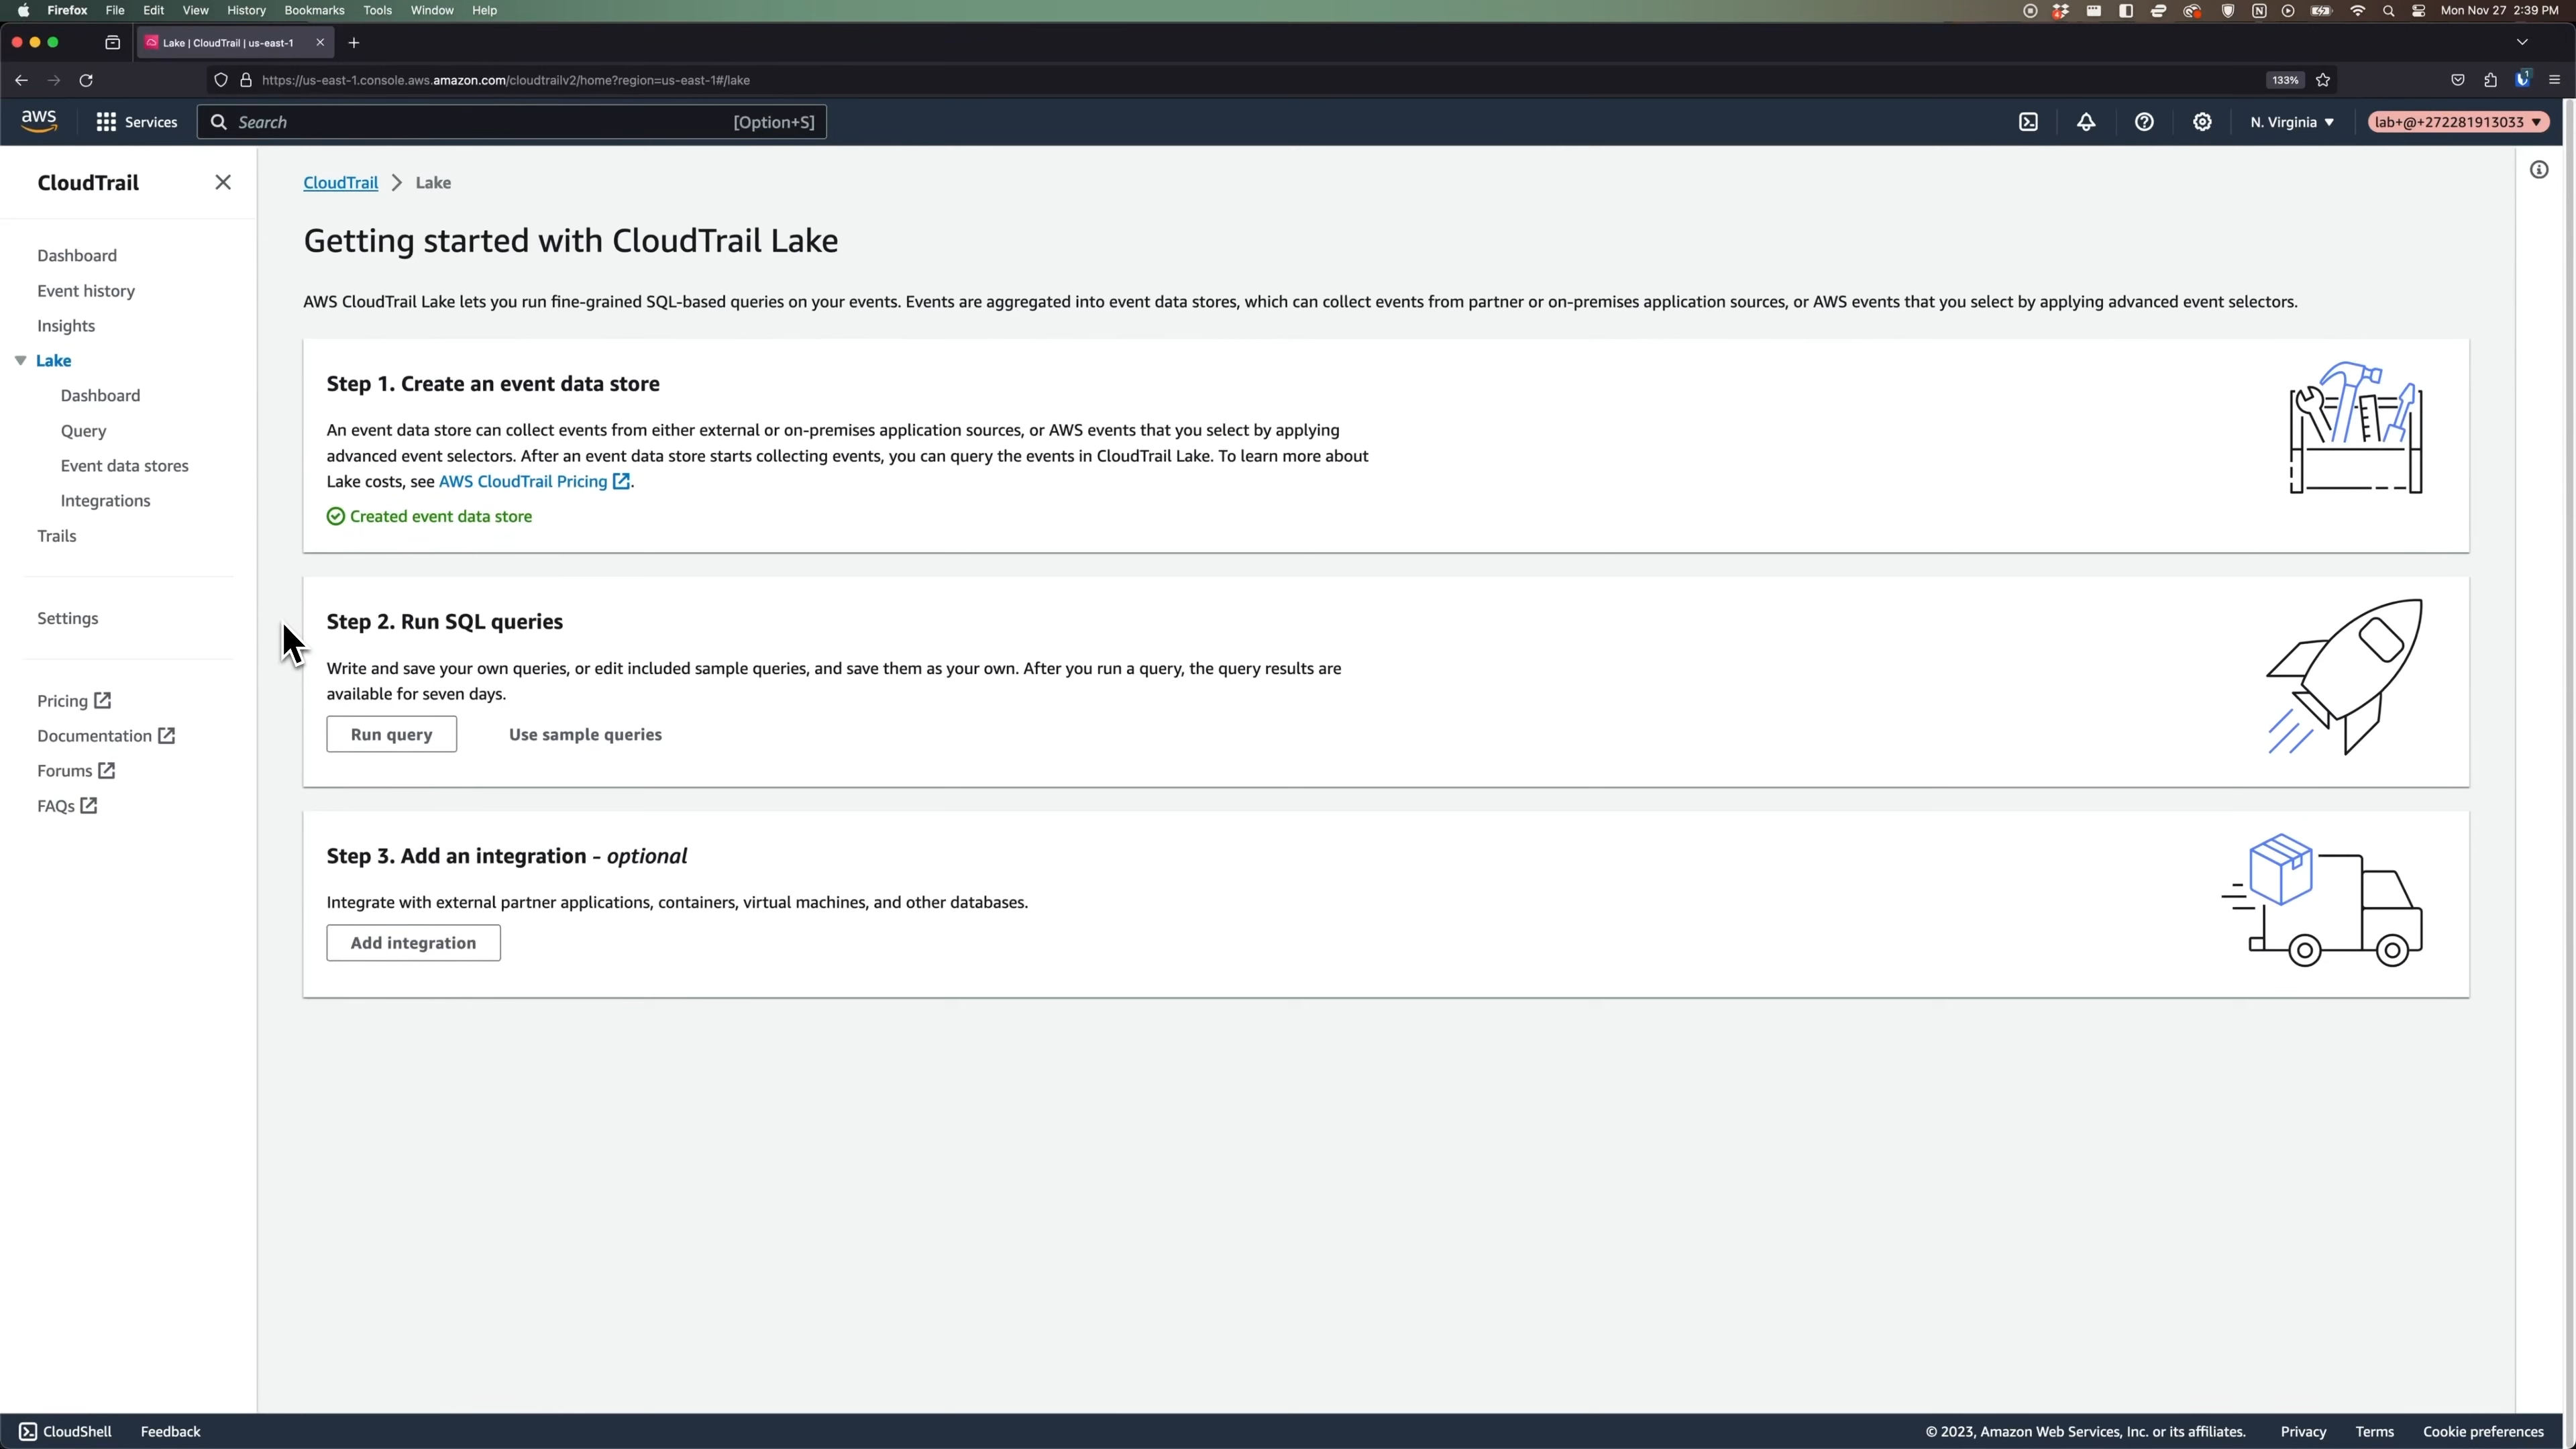 Firefox File Edit View History Bookmarks Tools Window Help Mon Nov 27 2:39 PM
Lake | CloudTrail | us-east-1
https://us-east-1.console.aws.amazon.com/cloudtrailv2/home?region=us-east-1#/lake 133%
aws Services Search [Option+S] N. Virginia lab+@+272281913033
CloudTrail
Dashboard
Event history
Insights
Lake
Dashboard
Query
Event data stores
Integrations
Trails
Settings
Pricing
Documentation
Forums
FAQs
CloudTrail > Lake
Getting started with CloudTrail Lake
AWS CloudTrail Lake lets you run fine-grained SQL-based queries on your events. Events are aggregated into event data stores, which can collect events from partner or on-premises application sources, or AWS events that you select by applying advanced event selectors.
Step 1. Create an event data store
An event data store can collect events from either external or on-premises application sources, or AWS events that you select by applying
advanced event selectors. After an event data store starts collecting events, you can query the events in CloudTrail Lake. To learn more about
Lake costs, see AWS CloudTrail Pricing.
Created event data store
Step 2. Run SQL queries
Write and save your own queries, or edit included sample queries, and save them as your own. After you run a query, the query results are
available for seven days.
Run query Use sample queries
Step 3. Add an integration - optional
Integrate with external partner applications, containers, virtual machines, and other databases.
Add integration
CloudShell Feedback © 2023, Amazon Web Services, Inc. or its affiliates. Privacy Terms Cookie preferences